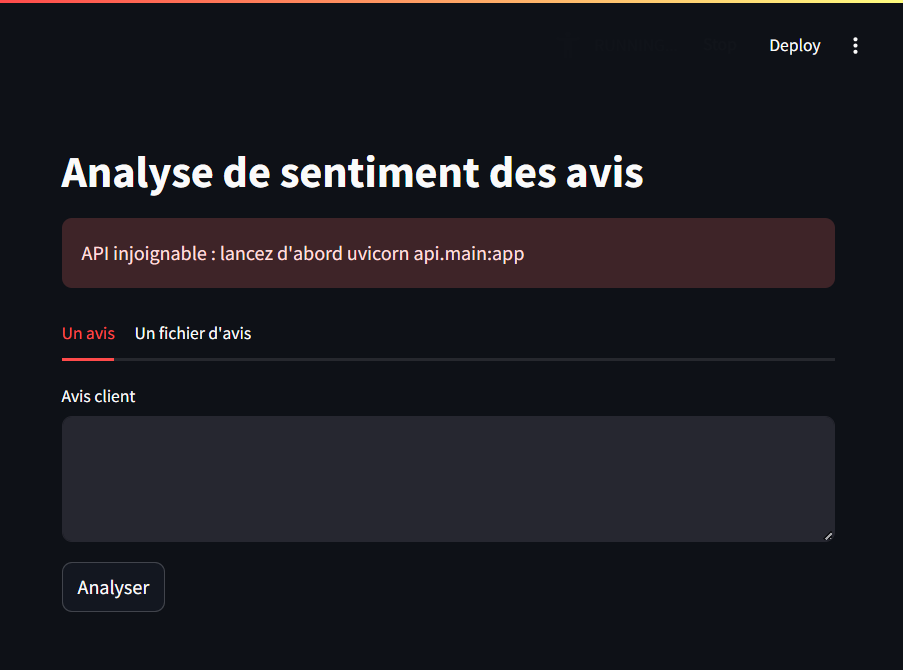 Deploy
Analyse de sentiment des avis
API injoignable : lancez d'abord uvicorn api.main:app
Un avis Un fichier d'avis
Avis client
Analyser